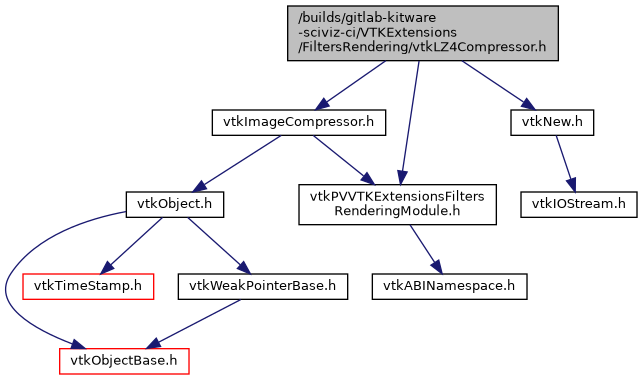 /builds/gitlab-kitware
-sciviz-ci/VTKExtensions
/FiltersRendering/vtkLZ4Compressor.h
vtkImageCompressor.h
vtkNew.h
vtkObject.h
vtkPVVTKExtensionsFilters
RenderingModule.h
vtkIOStream.h
vtkTimeStamp.h
vtkWeakPointerBase.h
vtkABINamespace.h
vtkObjectBase.h